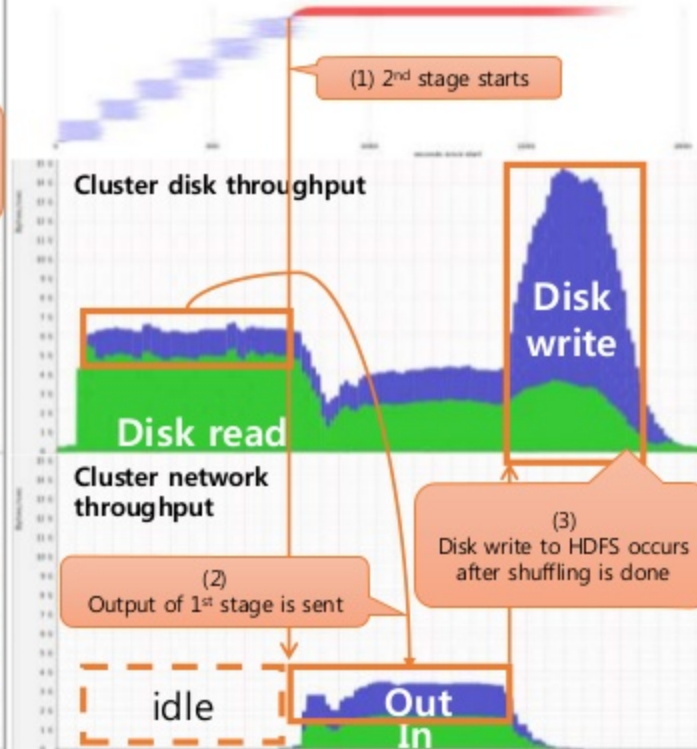 (1) 2nd stage starts
Cluster disk throughput
Disk
write
Disk read
Cluster network
throughput
(3)
Disk write to HDFS occurs
after shuffling is done
(2)
Output of 1st stage is sent
idle
Out
In